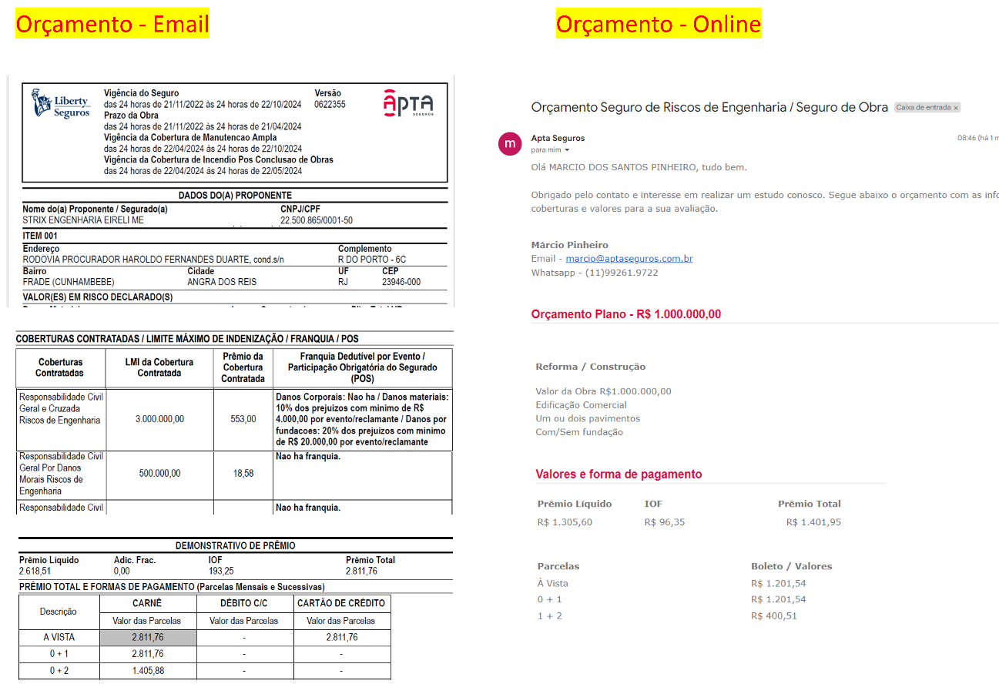 Orçamento - Email
Orçamento - Online
Liberty
Seguros
Vigência do Seguro
das 24 horas de 21/11/2022 às 24 horas de 22/10/2024
Prazo da Obra
das 24 horas de 21/11/2022 às 24 horas de 21/04/2024
Vigência da Cobertura de Manutencao Ampla
das 24 horas de 22/04/2024 às 24 horas de 22/10/2024
Vigência da Cobertura de Incendio Pos Conclusao de Obras
das 24 horas de 22/04/2024 às 24 horas de 22/05/2024
Versão
0622355
APTA
SEGUROS
DADOS DO(A) PROPONENTE
Nome do(a) Proponente / Segurado(a) CNPJ/CPF
STRIX ENGENHARIA EIRELI ME 22.500.865/0001-50
ITEM 001
Endereço Complemento
RODOVIA PROCURADOR HAROLDO FERNANDES DUARTE, cond.s/n R DO PORTO - 6C
Bairro Cidade UF CEP
FRADE (CUNHAMBEBE) ANGRA DOS REIS RJ 23946-000
VALOR(ES) EM RISCO DECLARADO(S)
COBERTURAS CONTRATADAS / LIMITE MÁXIMO DE INDENIZAÇÃO / FRANQUIA / POS
Coberturas
Contratadas
LMI da Cobertura
Contratada
Prêmio da
Cobertura
Contratada
Franquia Dedutível por Evento /
Participação Obrigatória do Segurado
(POS)
Responsabilidade Civil
Geral e Cruzada
Riscos de Engenharia
3.000.000,00
553,00
Danos Corporais: Nao ha / Danos materiais:
10% dos prejuizos com minimo de R$
4.000,00 por evento/reclamante / Danos por
fundacoes: 20% dos prejuizos com minimo
de R$ 20.000,00 por evento/reclamante
Responsabilidade Civil
Geral Por Danos
Morais Riscos de
Engenharia
500.000,00
18,58
Nao ha franquia.
Responsabilidade Civil
Nao ha franquia.
DEMONSTRATIVO DE PRÊMIO
Prêmio Líquido Adic. Frac. IOF Prêmio Total
2.618,51 0,00 193,25 2.811,76
PRÊMIO TOTAL E FORMAS DE PAGAMENTO (Parcelas Mensais e Sucessivas)
Descrição
CARNÊ DÉBITO C/C CARTÃO DE CRÉDITO
Valor das Parcelas Valor das Parcelas Valor das Parcelas
A VISTA 2.811,76 - 2.811,76
0 + 1 2.811,76 - -
0 + 2 1.405,88 - -
Orçamento Seguro de Riscos de Engenharia / Seguro de Obra Caixa de entrada ×
m
Apta Seguros 08:46 (há 1 m
para mim
Olá MARCIO DOS SANTOS PINHEIRO, tudo bem.
Obrigado pelo contato e interesse em realizar um estudo conosco. Segue abaixo o orçamento com as info
coberturas e valores para a sua avaliação.
Márcio Pinheiro
Email - marcio@aptaseguros.com.br
Whatsapp - (11)99261.9722
Orçamento Plano - R$ 1.000.000,00
Reforma / Construção
Valor da Obra R$1.000.000,00
Edificação Comercial
Um ou dois pavimentos
Com/Sem fundação
Valores e forma de pagamento
Prêmio Líquido IOF Prêmio Total
R$ 1.305,60 R$ 96,35 R$ 1.401,95
Parcelas Boleto / Valores
À Vista R$ 1.201,54
0 + 1 R$ 1.201,54
1 + 2 R$ 400,51